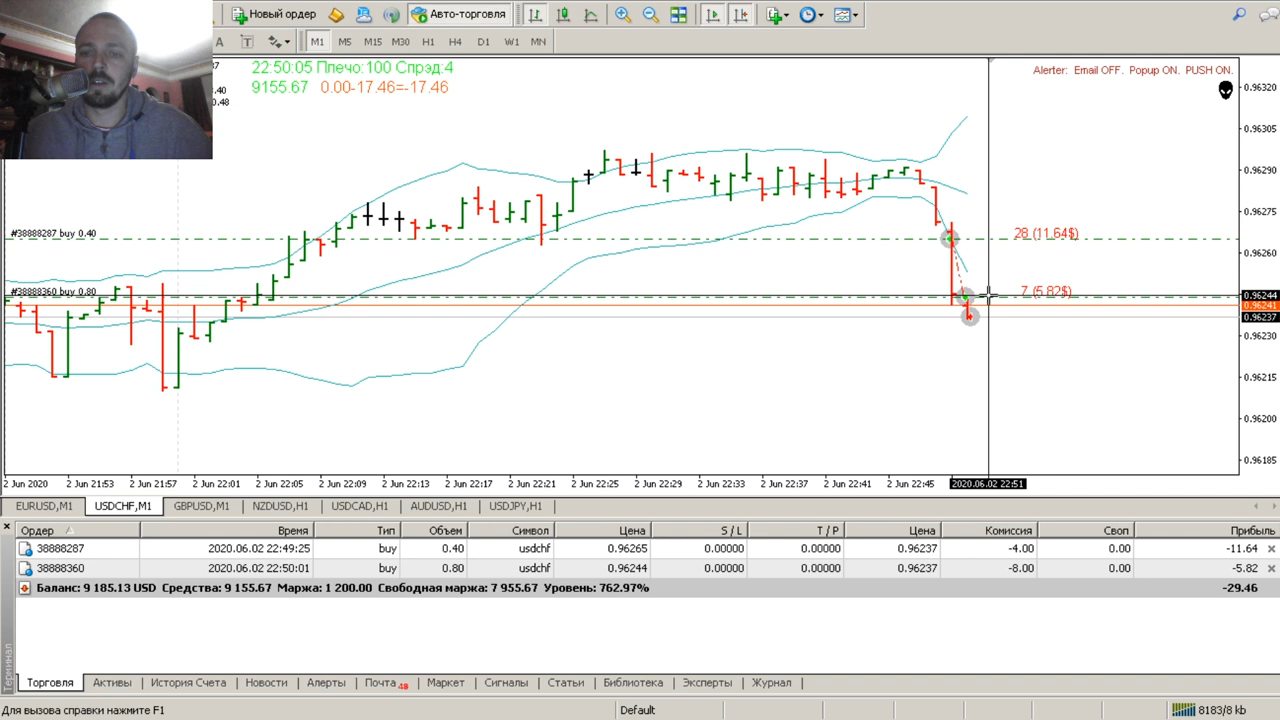 Новый ордер Авто-торговля
A T M1 M5 M15 M30 H1 H4 D1 W1 MN
22:50:05 Плечо:100 Спрэд:4
9155.67 0.00-17.46=-17.46
Alerter: Email OFF. Popup ON. PUSH ON.
0.96320
0.96305
0.96290
0.96275
#38888287 buy 0.40
28 (11.64$)
0.96260
#38888360 buy 0.80
7 (5.82$)
0.96244
0.96241
0.96237
0.96230
0.96215
0.96200
0.96185
2 Jun 2020 2 Jun 21:53 2 Jun 21:57 2 Jun 22:01 2 Jun 22:05 2 Jun 22:09 2 Jun 22:13 2 Jun 22:17 2 Jun 22:21 2 Jun 22:25 2 Jun 22:29 2 Jun 22:33 2 Jun 22:37 2 Jun 22:41 2 Jun 22:45 2020.06.02 22:51
EURUSD,M1 USDCHF,M1 GBPUSD,M1 NZDUSD,H1 USDCAD,H1 AUDUSD,H1 USDJPY,H1
Ордер Время Тип Объем Символ Цена S / L T / P Цена Комиссия Своп Прибыль
38888287 2020.06.02 22:49:25 buy 0.40 usdchf 0.96265 0.00000 0.00000 0.96237 -4.00 0.00 -11.64
38888360 2020.06.02 22:50:01 buy 0.80 usdchf 0.96244 0.00000 0.00000 0.96237 -8.00 0.00 -5.82
Баланс: 9 185.13 USD Средства: 9 155.67 Маржа: 1 200.00 Свободная маржа: 7 955.67 Уровень: 762.97% -29.46
Терминал
Торговля Активы История Счета Новости Алерты Почта 48 Маркет Сигналы Статьи Библиотека Эксперты Журнал
Для вызова справки нажмите F1 Default 8183/8 kb